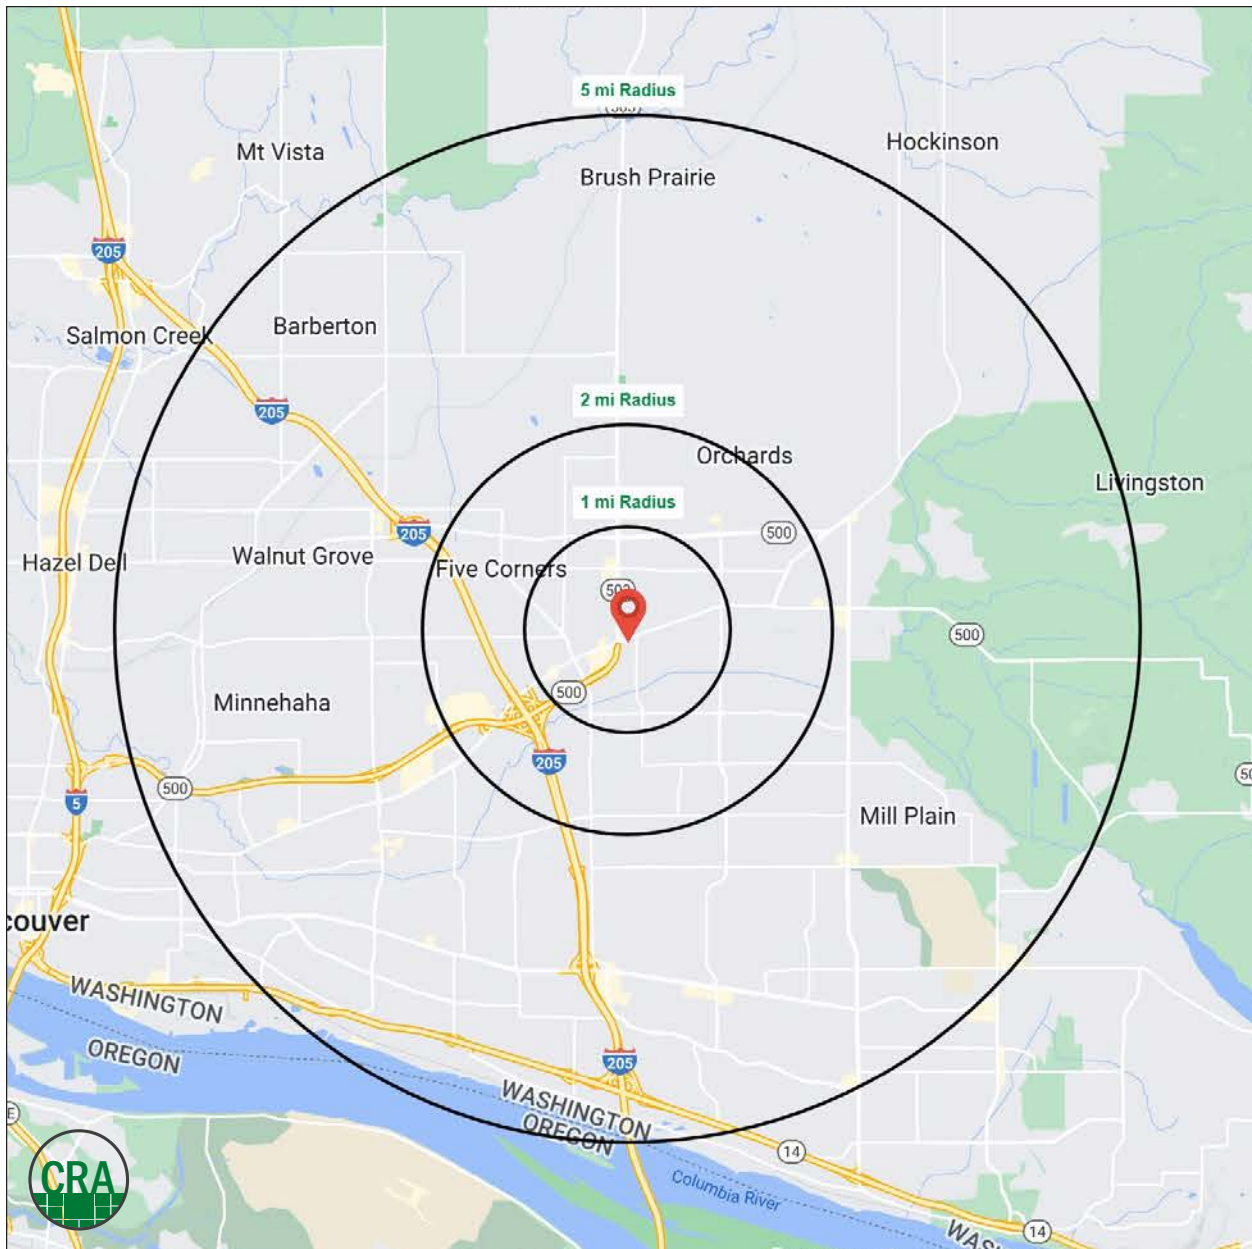 5 mi Radius
Hockinson
Mt Vista
Brush Prairie
205
Salmon Creek
Barberton
2 mi Radius
205
Orchards
Livingston
1 mi Radius
205
500
Hazel Dell
Walnut Grove
Five Corners
500
Minnehaha
500
205
500
5
Mill Plain
couver
WASHINGTON
OREGON
205
WASHINGTON
OREGON
14
Columbia River
CRA
14